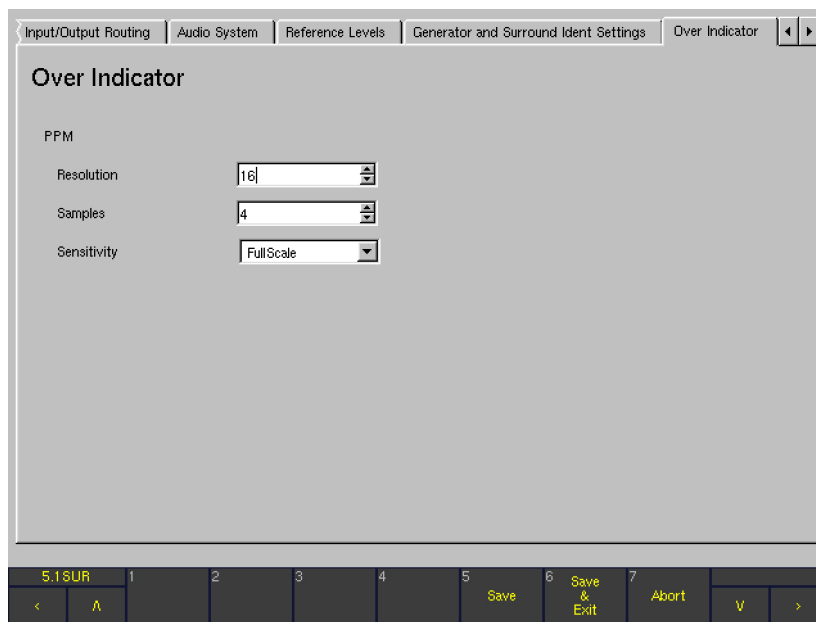 Input/Output Routing Audio System Reference Levels Generator and Surround Ident Settings Over Indicator
Over Indicator
PPM
Resolution 16
Samples 4
Sensitivity FullScale
5.1SUR 1 2 3 4 5 Save 6 Save & Exit 7 Abort
< Λ V >